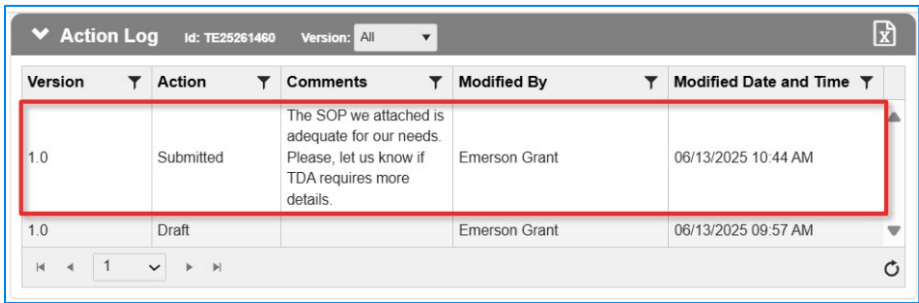 Action Log Id: TE25261460 Version: All
Version Action Comments Modified By Modified Date and Time
The SOP we attached is
adequate for our needs.
1.0 Submitted Please, let us know if Emerson Grant 06/13/2025 10:44 AM
TDA requires more
details.
1.0 Draft Emerson Grant 06/13/2025 09:57 AM
1